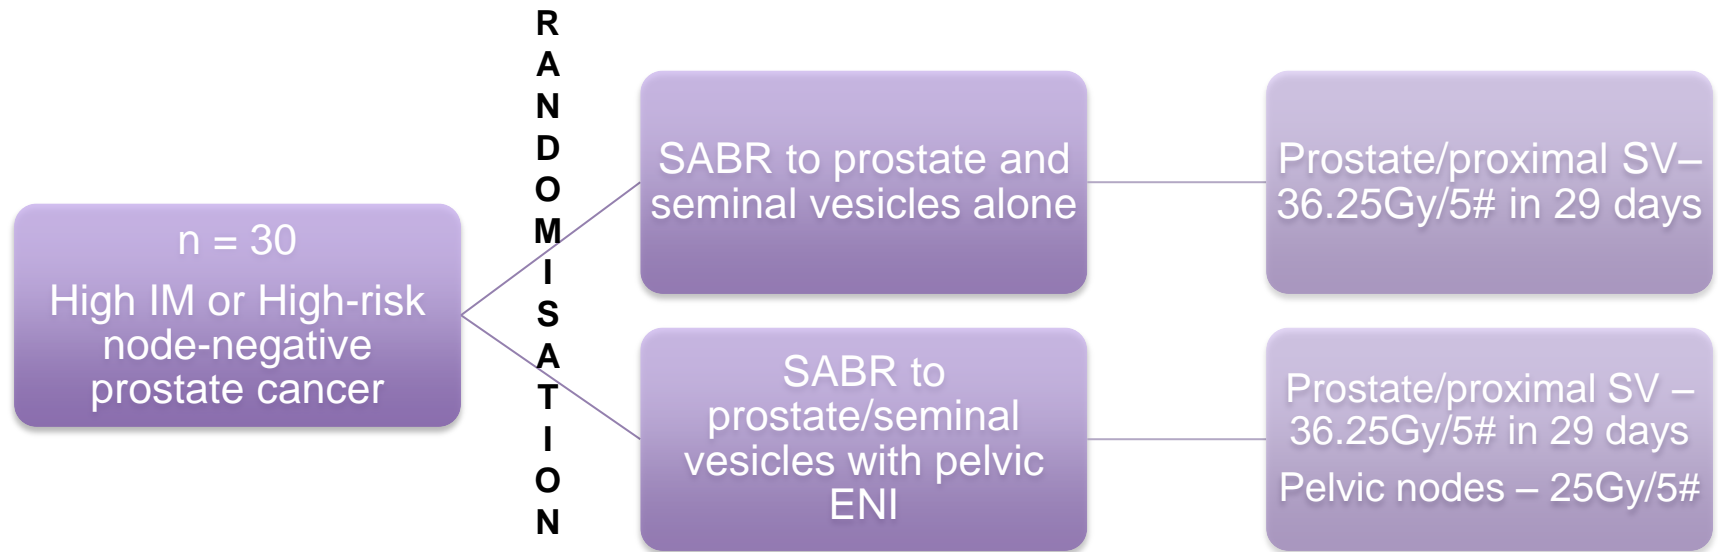 n = 30
High IM or High-risk
node-negative
prostate cancer
R
A
N
D
O
M
I
S
A
T
I
O
N
SABR to prostate and
seminal vesicles alone
Prostate/proximal SV–
36.25Gy/5# in 29 days
SABR to
prostate/seminal
vesicles with pelvic
ENI
Prostate/proximal SV –
36.25Gy/5# in 29 days
Pelvic nodes – 25Gy/5#